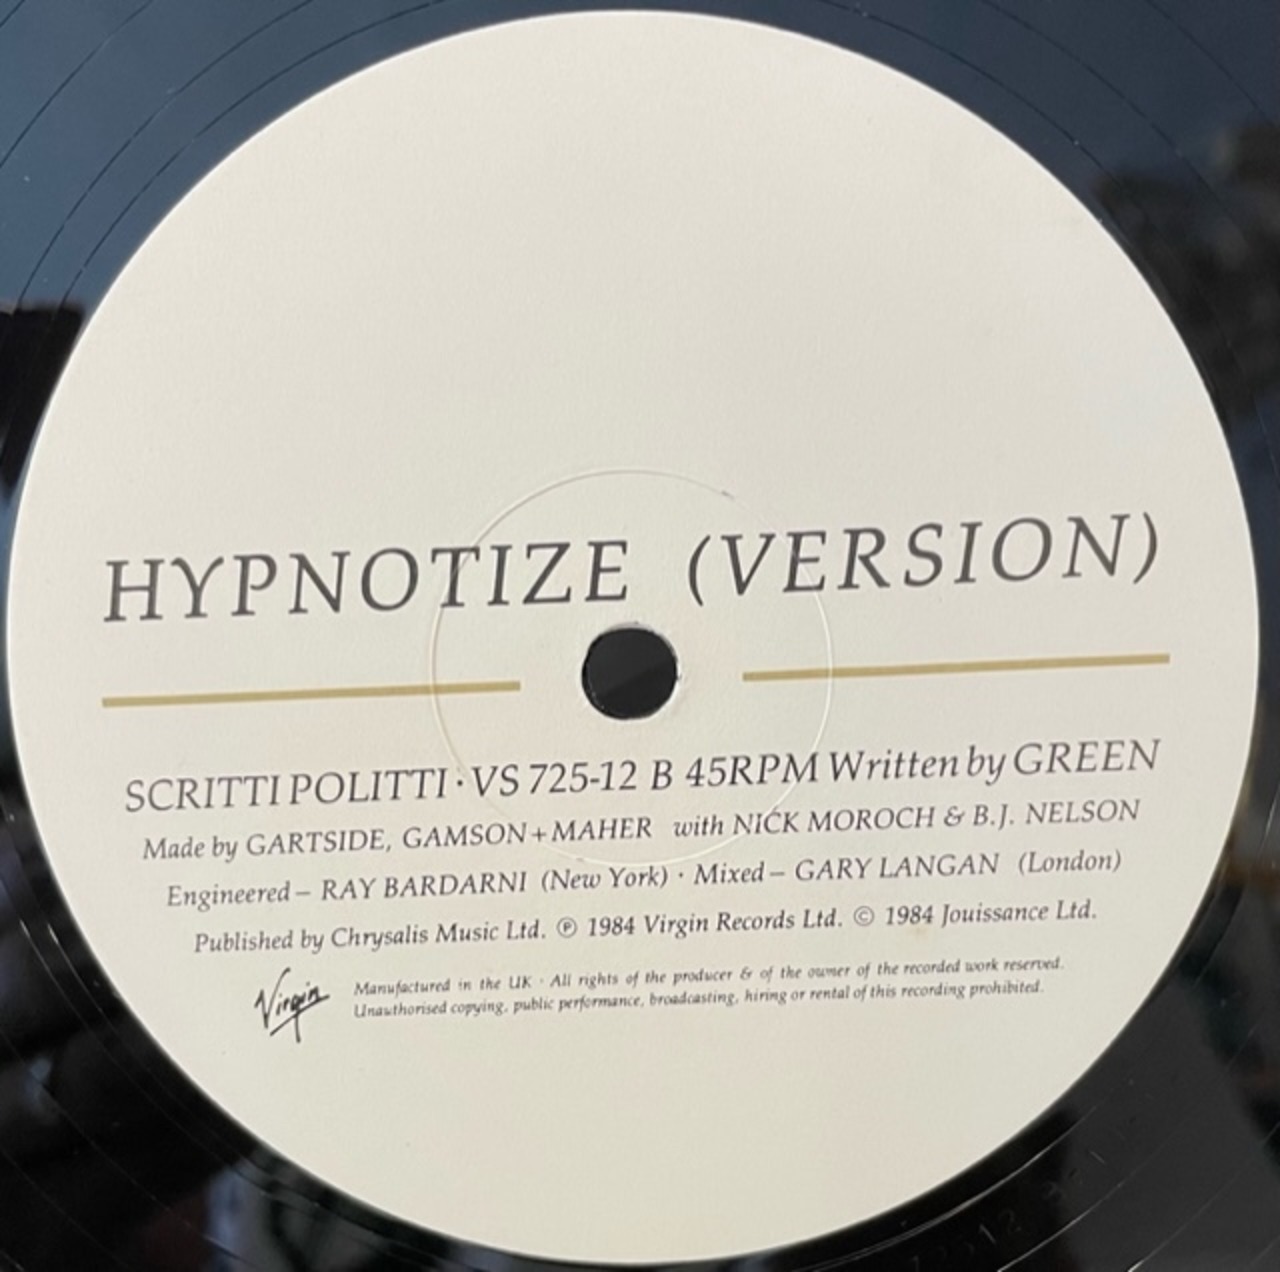 HYPNOTIZE (VERSION)
SCRITTI POLITTI · VS 725-12 B 45RPM Written by GREEN
Made by GARTSIDE, GAMSON + MAHER with NICK MOROCH & B.J. NELSON
Engineered – RAY BARDARNI (New York) · Mixed – GARY LANGAN (London)
Published by Chrysalis Music Ltd. ℗ 1984 Virgin Records Ltd. © 1984 Jouissance Ltd.
Virgin
Manufactured in the UK · All rights of the producer & of the owner of the recorded work reserved.
Unauthorised copying, public performance, broadcasting, hiring or rental of this recording prohibited.